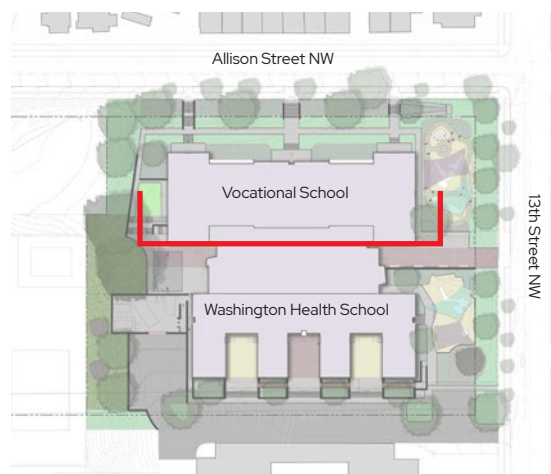 Allison Street NW
Vocational School
13th Street NW
Washington Health School